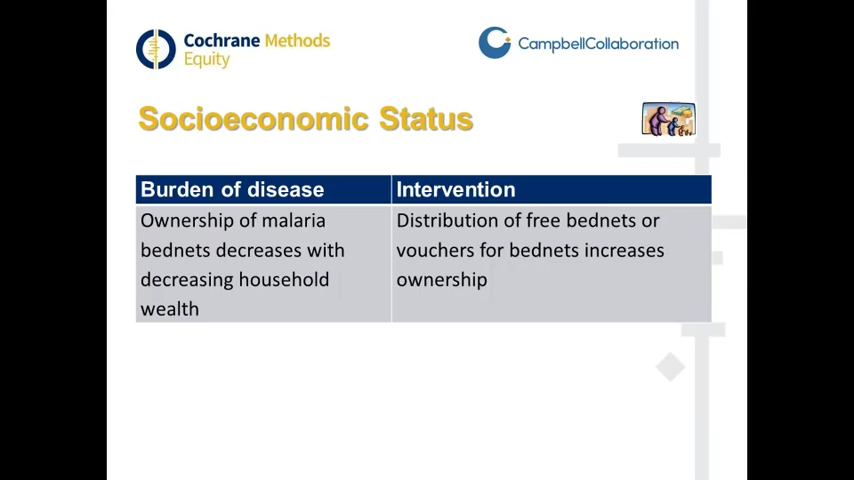 Cochrane Methods
Equity
CampbellCollaboration
Socioeconomic Status
Burden of disease
Intervention
Ownership of malaria
bednets decreases with
decreasing household
wealth
Distribution of free bednets or
vouchers for bednets increases
ownership